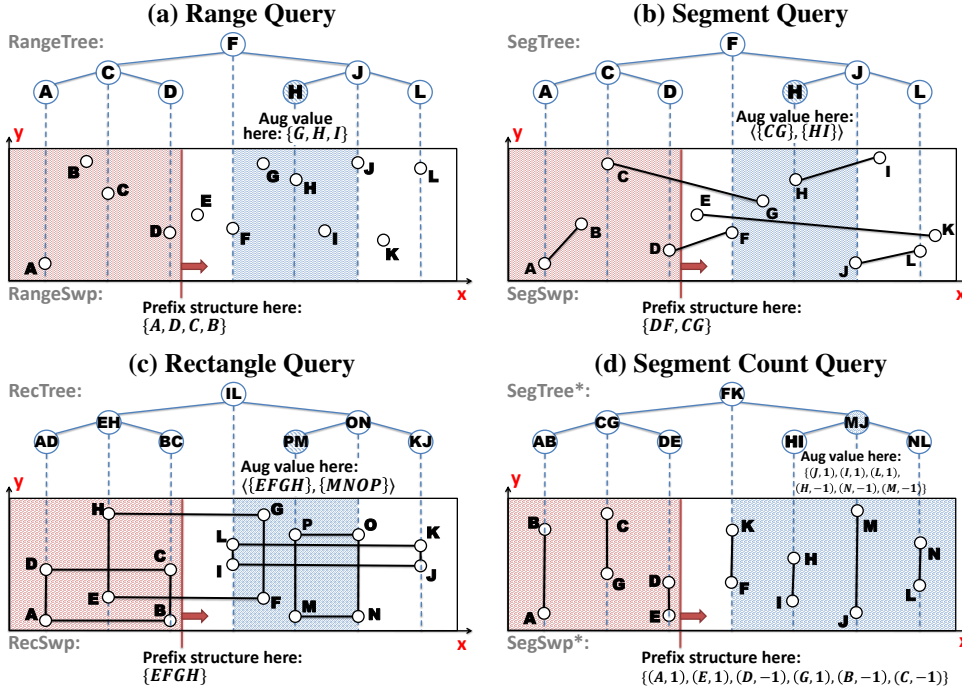 (a) Range Query
RangeTree:
F
C
J
A
D
H
L
Aug value
here: {G, H, I}
y
B
C
G
H
J
L
E
D
F
I
K
A
x
RangeSwp:
Prefix structure here:
{A, D, C, B}
(b) Segment Query
SegTree:
F
C
J
A
D
H
L
Aug value here:
⟨{CG}, {HI}⟩
y
C
I
H
E
G
B
K
D
F
L
A
J
x
SegSwp:
Prefix structure here:
{DF, CG}
(c) Rectangle Query
RecTree:
IL
EH
ON
AD
BC
PM
KJ
Aug value here:
⟨{EFGH}, {MNOP}⟩
y
H
G
P
O
K
L
D
C
I
J
E
F
A
B
M
N
x
RecSwp:
Prefix structure here:
{EFGH}
(d) Segment Count Query
SegTree*:
FK
CG
MJ
AB
DE
HI
NL
Aug value here:
{(J, 1), (I, 1), (L, 1),
(H, −1), (N, −1), (M, −1)}
y
B
C
K
M
H
N
G
D
F
L
I
A
E
J
x
SegSwp*:
Prefix structure here:
{(A, 1), (E, 1), (D, −1), (G, 1), (B, −1), (C, −1)}